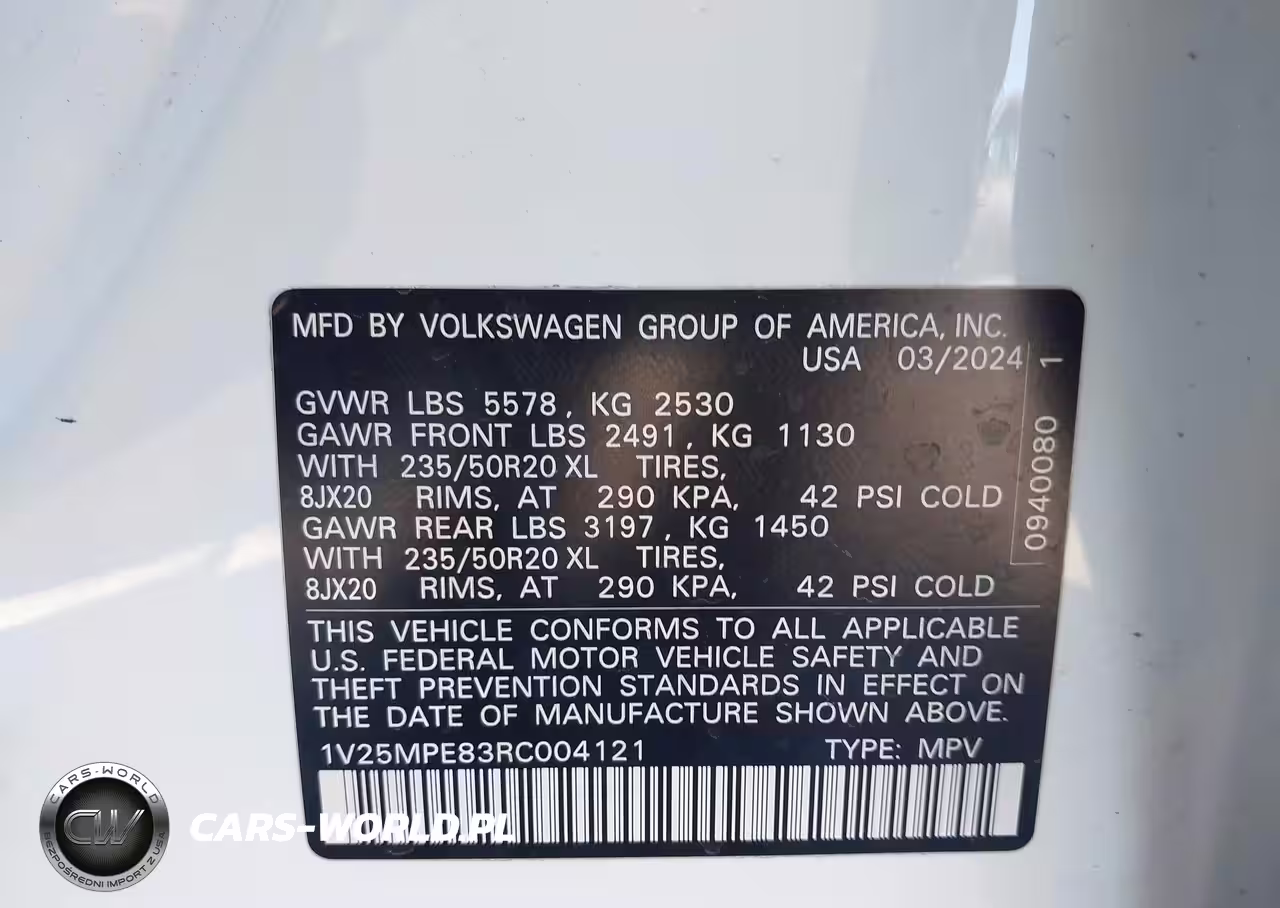 MFD BY VOLKSWAGEN GROUP OF AMERICA, INC.
USA 03/2024
GVWR LBS 5578, KG 2530
GAWR FRONT LBS 2491, KG 1130
WITH 235/50R20 XL TIRES,
8JX20 RIMS, AT 290 KPA, 42 PSI COLD
GAWR REAR LBS 3197, KG 1450
WITH 235/50R20 XL TIRES,
8JX20 RIMS, AT 290 KPA, 42 PSI COLD
0940080 1
THIS VEHICLE CONFORMS TO ALL APPLICABLE
U.S. FEDERAL MOTOR VEHICLE SAFETY AND
THEFT PREVENTION STANDARDS IN EFFECT ON
THE DATE OF MANUFACTURE SHOWN ABOVE.
1V25MPE83RC004121 TYPE: MPV
CARS-WORLD
CW
BEZPOŚREDNI IMPORT Z USA
CARS-WORLD.PL